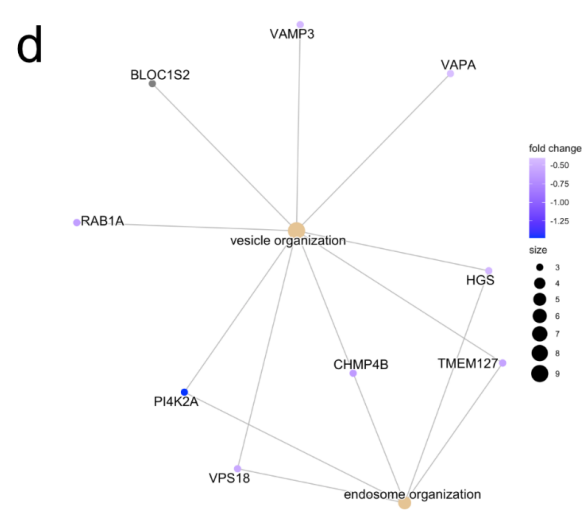 d
VAMP3
VAPA
BLOC1S2
fold change
-0.50
-0.75
-1.00
-1.25
RAB1A
vesicle organization
size
3
4
5
6
7
8
9
HGS
CHMP4B
TMEM127
PI4K2A
VPS18
endosome organization